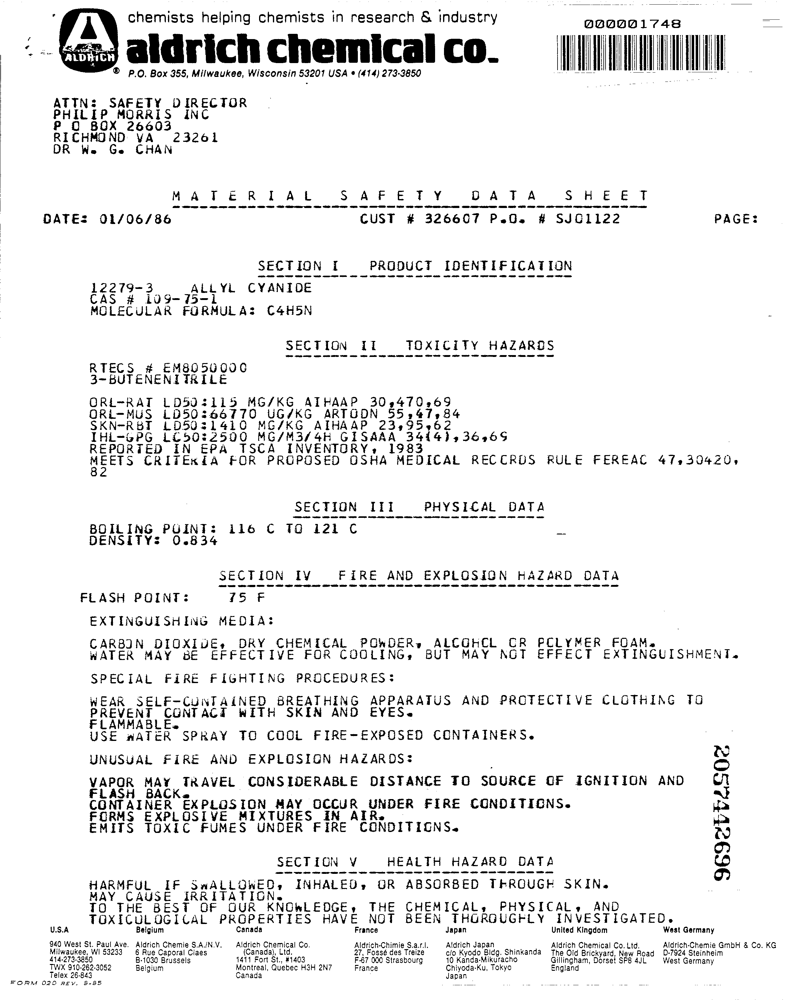 chemists helping chemists in research & industry
aldrich chemical co.
ALDRICH
®
P.O. Box 355, Milwaukee, Wisconsin 53201 USA • (414) 273-3850
000001748
ATTN: SAFETY DIRECTOR
PHILIP MORRIS INC
P O BOX 26603
RICHMOND VA 23261
DR W. G. CHAN
MATERIAL SAFETY DATA SHEET
DATE: 01/06/86 CUST # 326607 P.O. # SJ01122 PAGE:
SECTION I PRODUCT IDENTIFICATION
12279-3 ALLYL CYANIDE
CAS # 109-75-1
MOLECULAR FORMULA: C4H5N
SECTION II TOXICITY HAZARDS
RTECS # EM8050000
3-BUTENENITRILE
ORL-RAT LD50:115 MG/KG AIHAAP 30,470,69
ORL-MUS LD50:66770 UG/KG ARTODN 55,47,84
SKN-RBT LD50:1410 MG/KG AIHAAP 23,95,62
IHL-GPG LC50:2500 MG/M3/4H GISAAA 34(4),36,69
REPORTED IN EPA TSCA INVENTORY, 1983
MEETS CRITERIA FOR PROPOSED OSHA MEDICAL RECORDS RULE FEREAC 47,30420,
82
SECTION III PHYSICAL DATA
BOILING POINT: 116 C TO 121 C
DENSITY: 0.834
SECTION IV FIRE AND EXPLOSION HAZARD DATA
FLASH POINT: 75 F
EXTINGUISHING MEDIA:
CARBON DIOXIDE, DRY CHEMICAL POWDER, ALCOHOL OR POLYMER FOAM.
WATER MAY BE EFFECTIVE FOR COOLING, BUT MAY NOT EFFECT EXTINGUISHMENT.
SPECIAL FIRE FIGHTING PROCEDURES:
WEAR SELF-CONTAINED BREATHING APPARATUS AND PROTECTIVE CLOTHING TO
PREVENT CONTACT WITH SKIN AND EYES.
FLAMMABLE.
USE WATER SPRAY TO COOL FIRE-EXPOSED CONTAINERS.
UNUSUAL FIRE AND EXPLOSION HAZARDS:
VAPOR MAY TRAVEL CONSIDERABLE DISTANCE TO SOURCE OF IGNITION AND
FLASH BACK.
CONTAINER EXPLOSION MAY OCCUR UNDER FIRE CONDITIONS.
FORMS EXPLOSIVE MIXTURES IN AIR.
EMITS TOXIC FUMES UNDER FIRE CONDITIONS.
2057442696
SECTION V HEALTH HAZARD DATA
HARMFUL IF SWALLOWED, INHALED, OR ABSORBED THROUGH SKIN.
MAY CAUSE IRRITATION.
TO THE BEST OF OUR KNOWLEDGE, THE CHEMICAL, PHYSICAL, AND
TOXICOLOGICAL PROPERTIES HAVE NOT BEEN THOROUGHLY INVESTIGATED.
U.S.A
940 West St. Paul Ave.
Milwaukee, WI 53233
414-273-3850
TWX 910-262-3052
Telex 26-843
Belgium
Aldrich Chemie S.A./N.V.
6 Rue Caporal Claes
B-1030 Brussels
Belgium
Canada
Aldrich Chemical Co.
(Canada), Ltd.
1411 Fort St., #1403
Montreal, Quebec H3H 2N7
Canada
France
Aldrich-Chimie S.a.r.l.
27, Fossé des Treize
F-67 000 Strasbourg
France
Japan
Aldrich Japan
c/o Kyodo Bldg. Shinkanda
10 Kanda-Mikuracho
Chiyoda-Ku, Tokyo
Japan
United Kingdom
Aldrich Chemical Co. Ltd.
The Old Brickyard, New Road
Gillingham, Dorset SP8 4JL
England
West Germany
Aldrich-Chemie GmbH & Co. KG
D-7924 Steinheim
West Germany
FORM 020 REV. 9-85